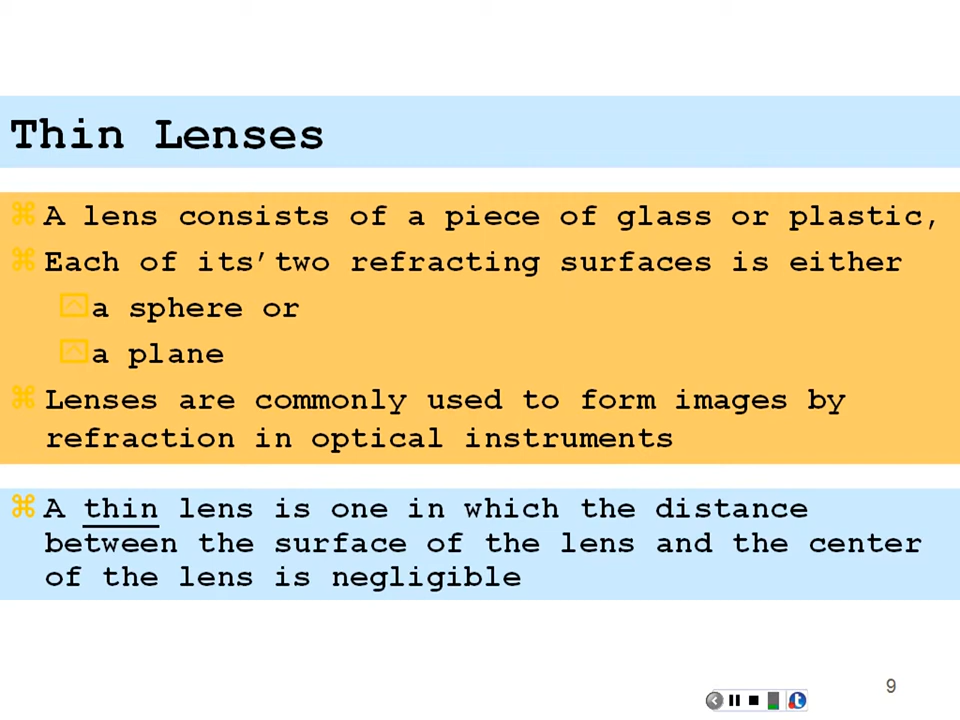 Thin Lenses
A lens consists of a piece of glass or plastic,
Each of its’two refracting surfaces is either
a sphere or
a plane
Lenses are commonly used to form images by
refraction in optical instruments
A thin lens is one in which the distance
between the surface of the lens and the center
of the lens is negligible
9